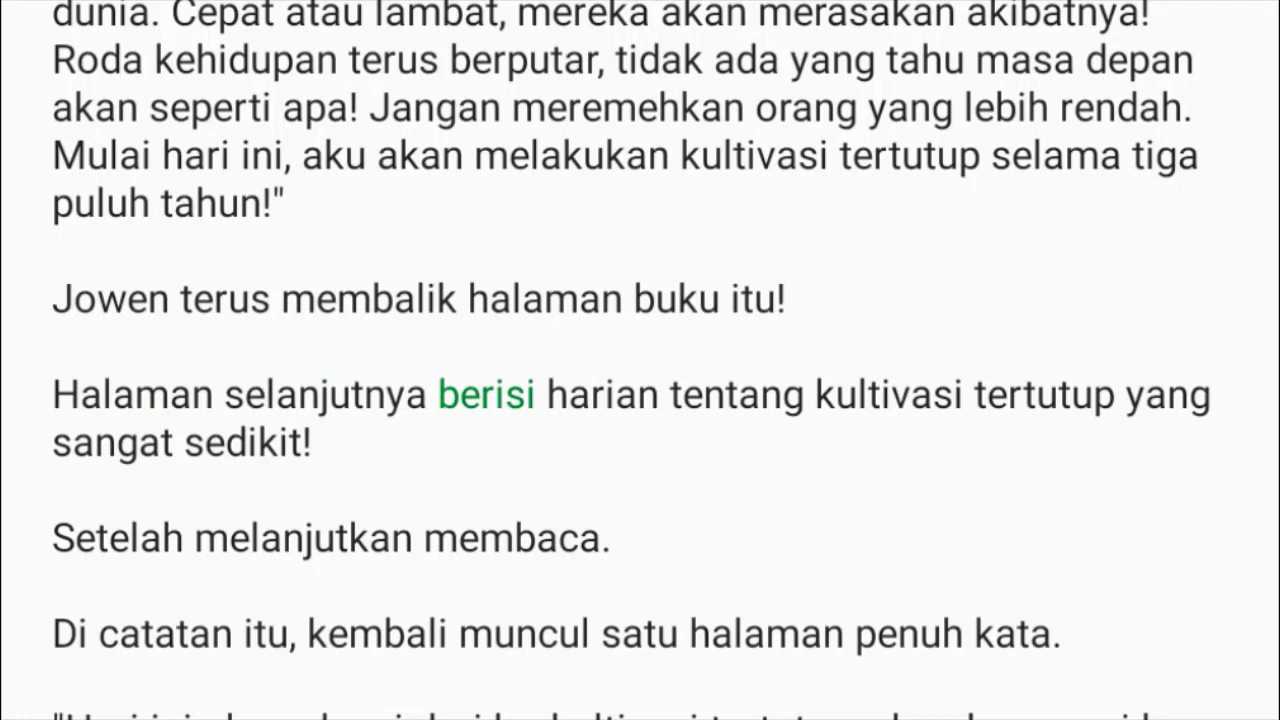 dunia. Cepat atau lambat, mereka akan merasakan akibatnya!
Roda kehidupan terus berputar, tidak ada yang tahu masa depan
akan seperti apa! Jangan meremehkan orang yang lebih rendah.
Mulai hari ini, aku akan melakukan kultivasi tertutup selama tiga
puluh tahun!"
Jowen terus membalik halaman buku itu!
Halaman selanjutnya berisi harian tentang kultivasi tertutup yang
sangat sedikit!
Setelah melanjutkan membaca.
Di catatan itu, kembali muncul satu halaman penuh kata.